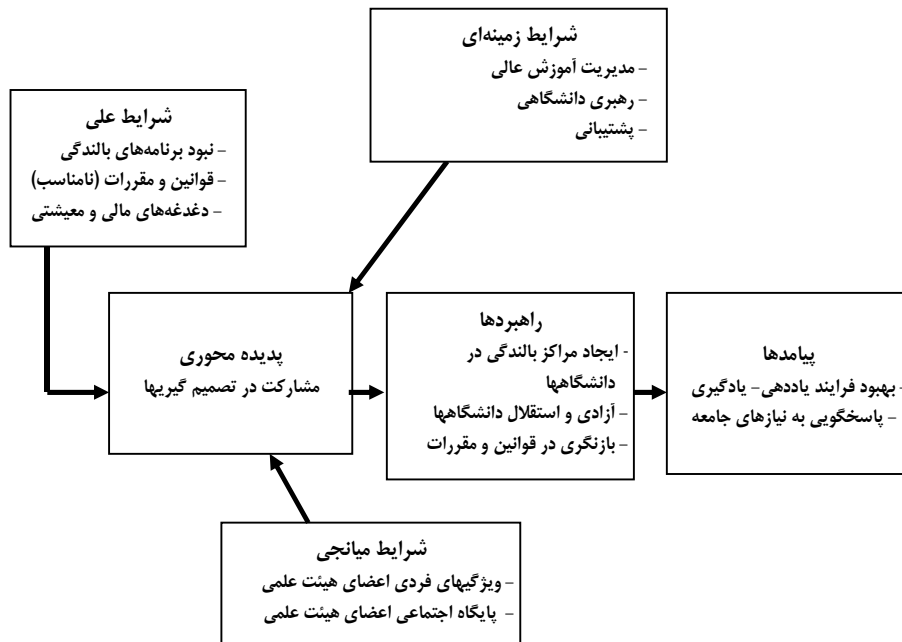 شرایط زمینه‌ای
- مدیریت آموزش عالی
- رهبری دانشگاهی
- پشتیبانی
شرایط علی
- نبود برنامه‌های بالندگی
- قوانین و مقررات (نامناسب)
- دغدغه‌های مالی و معیشتی
پدیده محوری
مشارکت در تصمیم گیریها
راهبردها
- ایجاد مراکز بالندگی در
دانشگاهها
- آزادی و استقلال دانشگاهها
- بازنگری در قوانین و مقررات
پیامدها
- بهبود فرایند یاددهی- یادگیری
- پاسخگویی به نیازهای جامعه
شرایط میانجی
- ویژگیهای فردی اعضای هیئت علمی
- پایگاه اجتماعی اعضای هیئت علمی